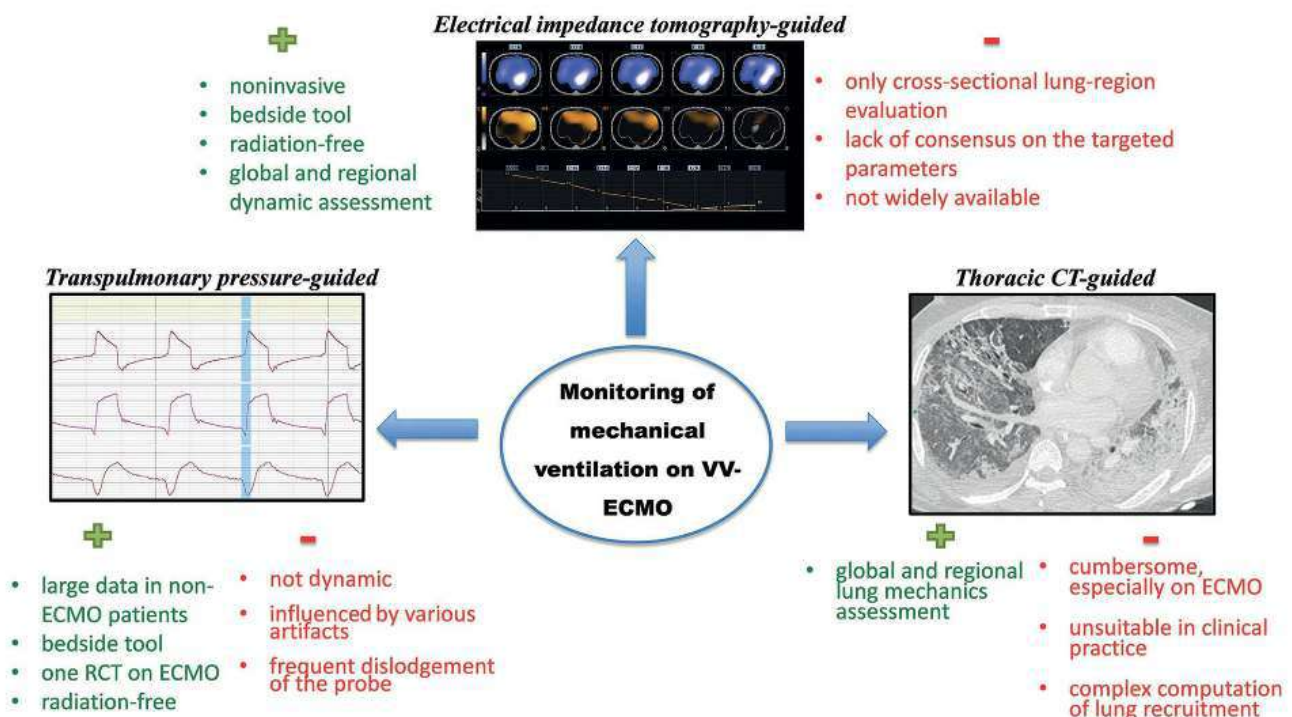 Electrical impedance tomography-guided
+
• noninvasive
• bedside tool
• radiation-free
• global and regional
dynamic assessment
-
• only cross-sectional lung-region
evaluation
• lack of consensus on the targeted
parameters
• not widely available
Transpulmonary pressure-guided
Thoracic CT-guided
Monitoring of
mechanical
ventilation on VV-
ECMO
+
• large data in non-
ECMO patients
• bedside tool
• one RCT on ECMO
• radiation-free
-
• not dynamic
• influenced by various
artifacts
• frequent dislodgement
of the probe
+
• global and regional
lung mechanics
assessment
-
• cumbersome,
especially on ECMO
• unsuitable in clinical
practice
• complex computation
of lung recruitment